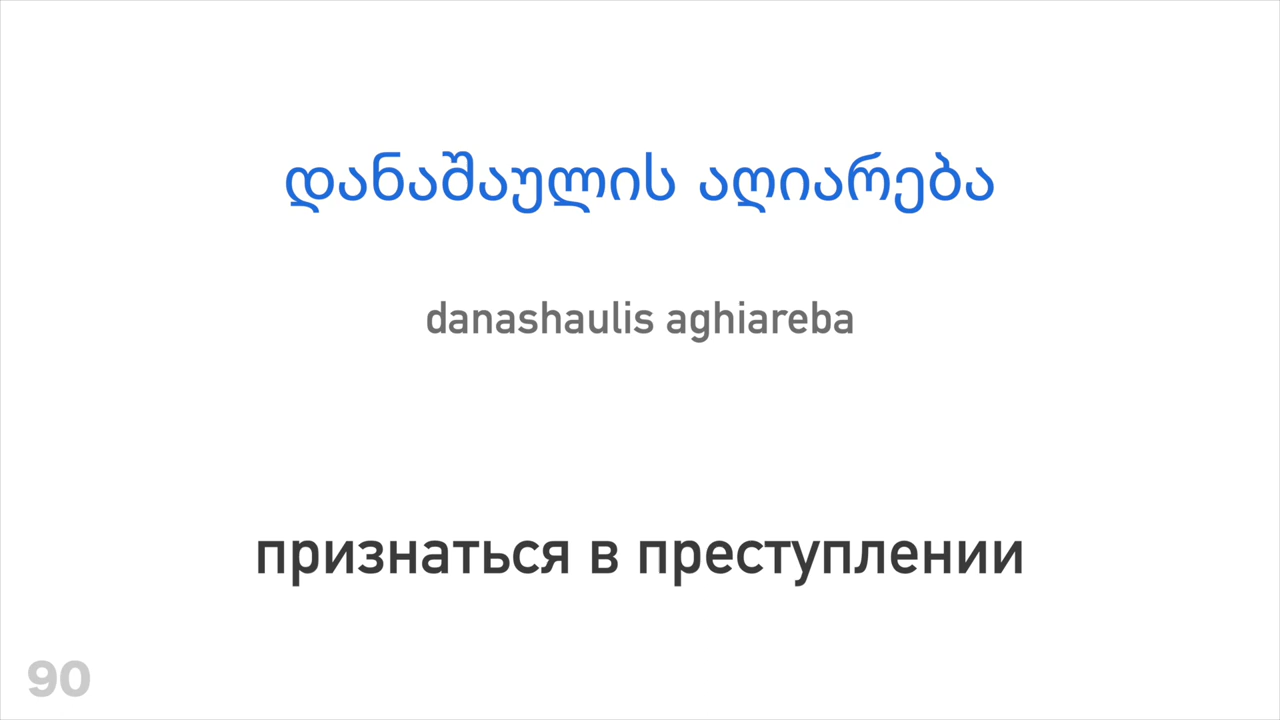 დანაშაულის აღიარება
danashaulis aghiareba
признаться в преступлении
90